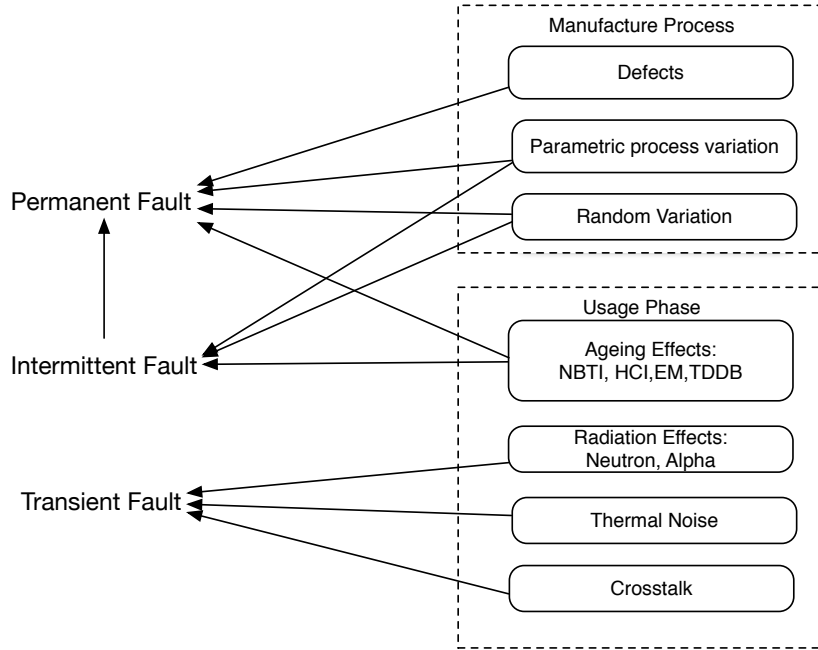 Manufacture Process
Defects
Parametric process variation
Random Variation
Permanent Fault
Intermittent Fault
Transient Fault
Usage Phase
Ageing Effects:
NBTI, HCI,EM,TDDB
Radiation Effects:
Neutron, Alpha
Thermal Noise
Crosstalk